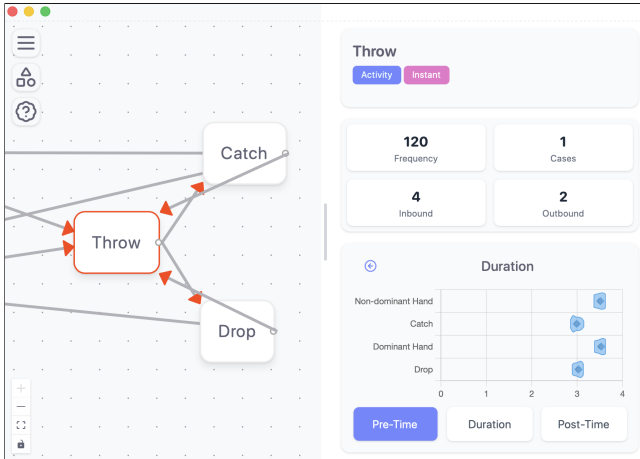 Catch
Throw
Drop
Throw
Activity Instant
120
Frequency
1
Cases
4
Inbound
2
Outbound
Duration
Non-dominant Hand
Catch
Dominant Hand
Drop
0 1 2 3 4
Pre-Time Duration Post-Time